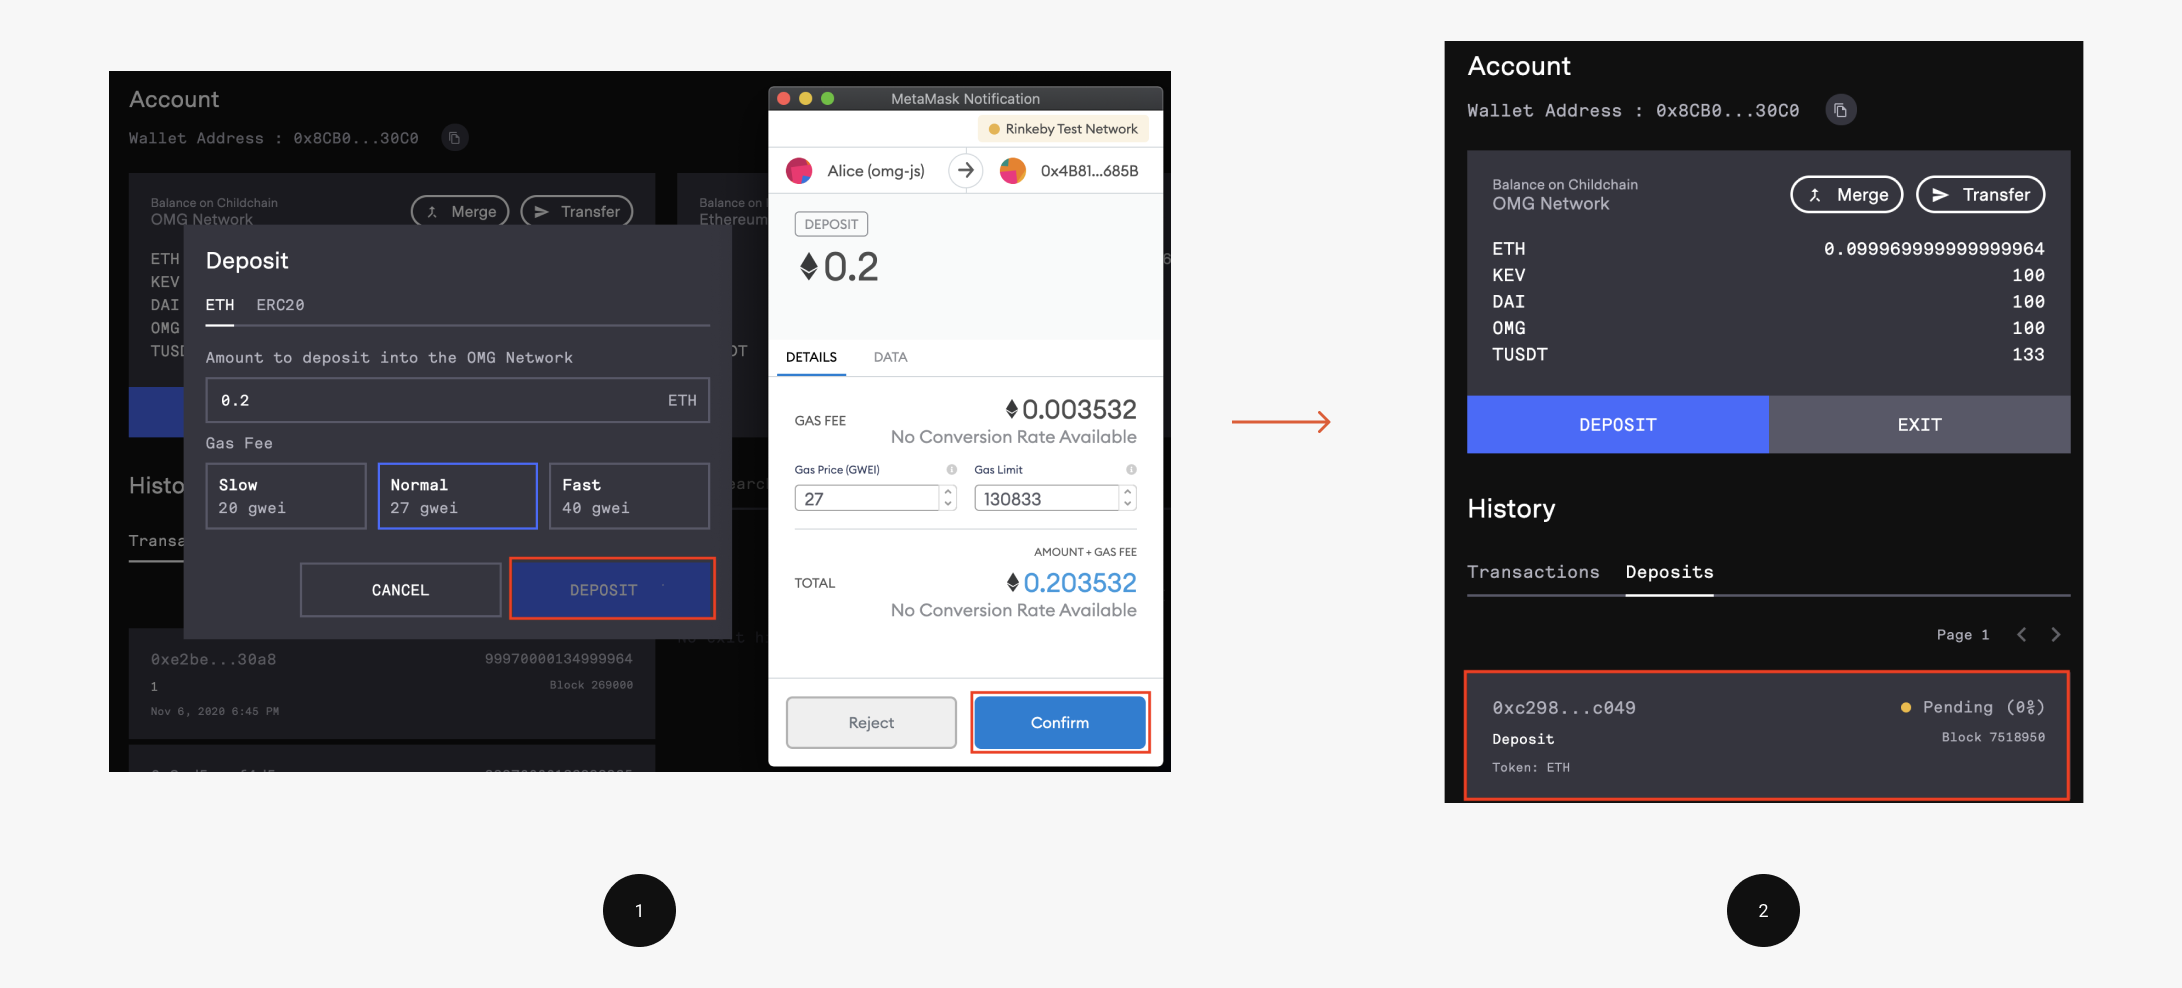 Account
Wallet Address : 0x8CB0...30C0
Balance on Childchain
OMG Network
Merge
Transfer
Balance on
Ethereum
ETH
KEV
DAI
OMG
Deposit
ETH ERC20
Amount to deposit into the OMG Network
0.2 ETH
Gas Fee
Slow
20 gwei
Normal
27 gwei
Fast
40 gwei
CANCEL
DEPOSIT
0xe2be...30a8 99970000134999964
1 Block 269000
Nov 6, 2020 6:45 PM
MetaMask Notification
Rinkeby Test Network
Alice (omg-js) 0x4B81...685B
DEPOSIT
0.2
DETAILS DATA
GAS FEE 0.003532
No Conversion Rate Available
Gas Price (GWEI) Gas Limit
27 130833
AMOUNT + GAS FEE
TOTAL 0.203532
No Conversion Rate Available
Reject Confirm
1
Account
Wallet Address : 0x8CB0...30C0
Balance on Childchain
OMG Network
Merge
Transfer
ETH 0.099969999999999964
KEV 100
DAI 100
OMG 100
TUSDT 133
DEPOSIT EXIT
History
Transactions Deposits
Page 1
0xc298...c049 Pending (0%)
Deposit Block 7518950
Token: ETH
2